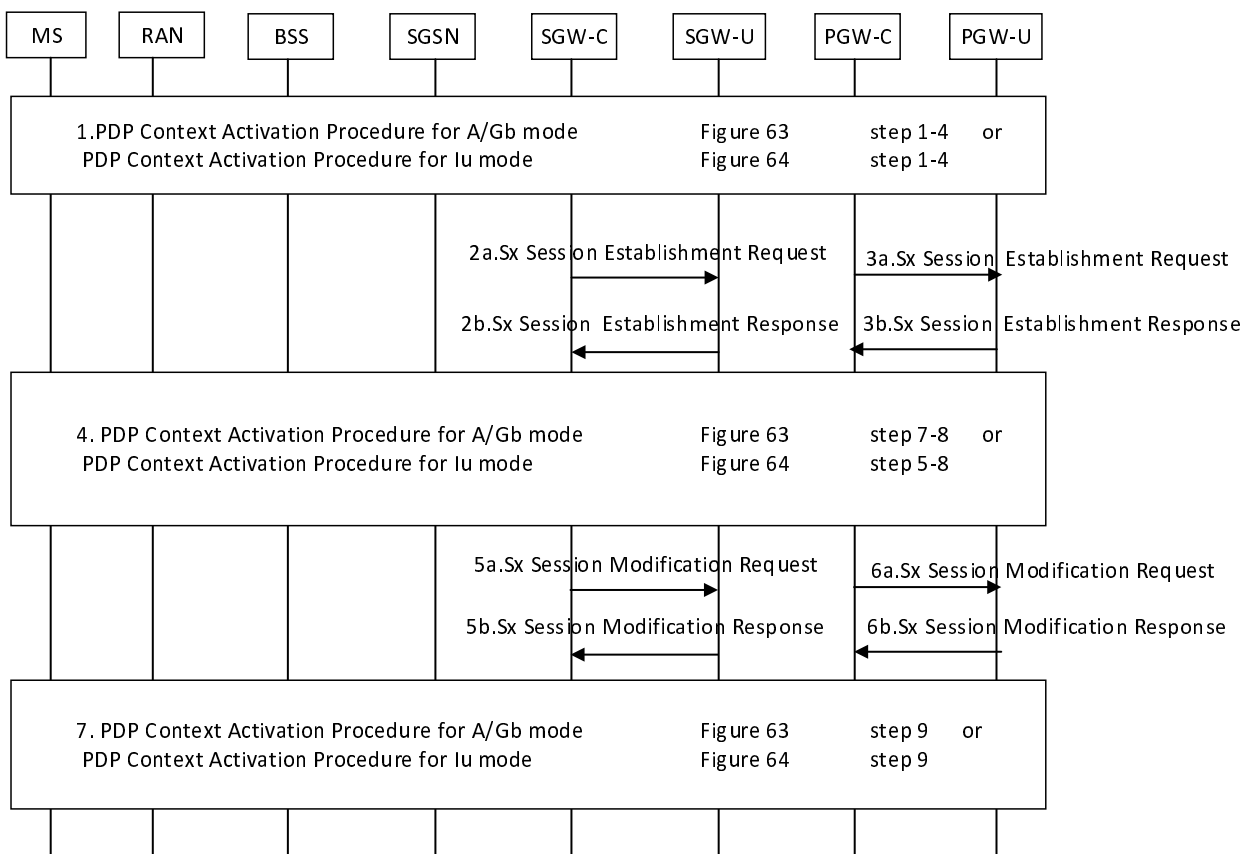 MS RAN BSS SGSN SGW-C SGW-U PGW-C PGW-U
1.PDP Context Activation Procedure for A/Gb mode Figure 63 step 1-4 or
PDP Context Activation Procedure for Iu mode Figure 64 step 1-4
2a.Sx Session Establishment Request
3a.Sx Session Establishment Request
2b.Sx Session Establishment Response
3b.Sx Session Establishment Response
4. PDP Context Activation Procedure for A/Gb mode Figure 63 step 7-8 or
PDP Context Activation Procedure for Iu mode Figure 64 step 5-8
5a.Sx Session Modification Request
6a.Sx Session Modification Request
5b.Sx Session Modification Response
6b.Sx Session Modification Response
7. PDP Context Activation Procedure for A/Gb mode Figure 63 step 9 or
PDP Context Activation Procedure for Iu mode Figure 64 step 9